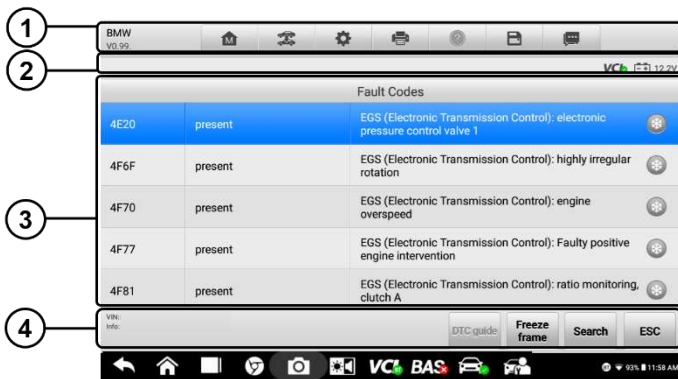 1
BMW
V0.99.
M
2
VCI 12.2V
Fault Codes
4E20 present EGS (Electronic Transmission Control): electronic
pressure control valve 1
4F6F present EGS (Electronic Transmission Control): highly irregular
rotation
3
4F70 present EGS (Electronic Transmission Control): engine
overspeed
4F77 present EGS (Electronic Transmission Control): Faulty positive
engine intervention
4F81 present EGS (Electronic Transmission Control): ratio monitoring,
clutch A
4
VIN:
Info:
DTC guide
Freeze
frame
Search
ESC
VCI BAS 93% 11:58 AM